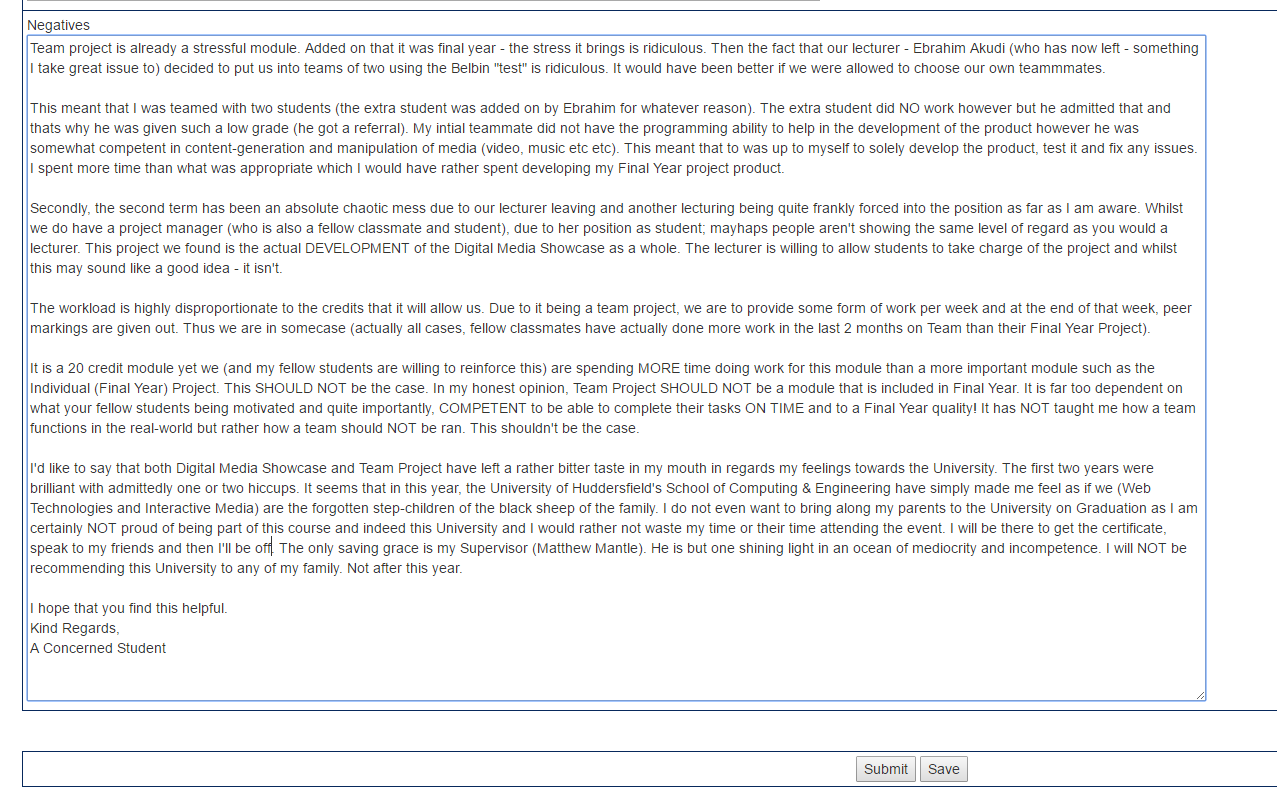 Negatives
Team project is already a stressful module. Added on that it was final year - the stress it brings is ridiculous. Then the fact that our lecturer - Ebrahim Akudi (who has now left - something
I take great issue to) decided to put us into teams of two using the Belbin "test" is ridiculous. It would have been better if we were allowed to choose our own teammmates.
This meant that I was teamed with two students (the extra student was added on by Ebrahim for whatever reason). The extra student did NO work however but he admitted that and
thats why he was given such a low grade (he got a referral). My intial teammate did not have the programming ability to help in the development of the product however he was
somewhat competent in content-generation and manipulation of media (video, music etc etc). This meant that to was up to myself to solely develop the product, test it and fix any issues.
I spent more time than what was appropriate which I would have rather spent developing my Final Year project product.
Secondly, the second term has been an absolute chaotic mess due to our lecturer leaving and another lecturing being quite frankly forced into the position as far as I am aware. Whilst
we do have a project manager (who is also a fellow classmate and student), due to her position as student; mayhaps people aren't showing the same level of regard as you would a
lecturer. This project we found is the actual DEVELOPMENT of the Digital Media Showcase as a whole. The lecturer is willing to allow students to take charge of the project and whilst
this may sound like a good idea - it isn't.
The workload is highly disproportionate to the credits that it will allow us. Due to it being a team project, we are to provide some form of work per week and at the end of that week, peer
markings are given out. Thus we are in somecase (actually all cases, fellow classmates have actually done more work in the last 2 months on Team than their Final Year Project).
It is a 20 credit module yet we (and my fellow students are willing to reinforce this) are spending MORE time doing work for this module than a more important module such as the
Individual (Final Year) Project. This SHOULD NOT be the case. In my honest opinion, Team Project SHOULD NOT be a module that is included in Final Year. It is far too dependent on
what your fellow students being motivated and quite importantly, COMPETENT to be able to complete their tasks ON TIME and to a Final Year quality! It has NOT taught me how a team
functions in the real-world but rather how a team should NOT be ran. This shouldn't be the case.
I'd like to say that both Digital Media Showcase and Team Project have left a rather bitter taste in my mouth in regards my feelings towards the University. The first two years were
brilliant with admittedly one or two hiccups. It seems that in this year, the University of Huddersfield's School of Computing & Engineering have simply made me feel as if we (Web
Technologies and Interactive Media) are the forgotten step-children of the black sheep of the family. I do not even want to bring along my parents to the University on Graduation as I am
certainly NOT proud of being part of this course and indeed this University and I would rather not waste my time or their time attending the event. I will be there to get the certificate,
speak to my friends and then I'll be off. The only saving grace is my Supervisor (Matthew Mantle). He is but one shining light in an ocean of mediocrity and incompetence. I will NOT be
recommending this University to any of my family. Not after this year.
I hope that you find this helpful.
Kind Regards,
A Concerned Student
Submit Save